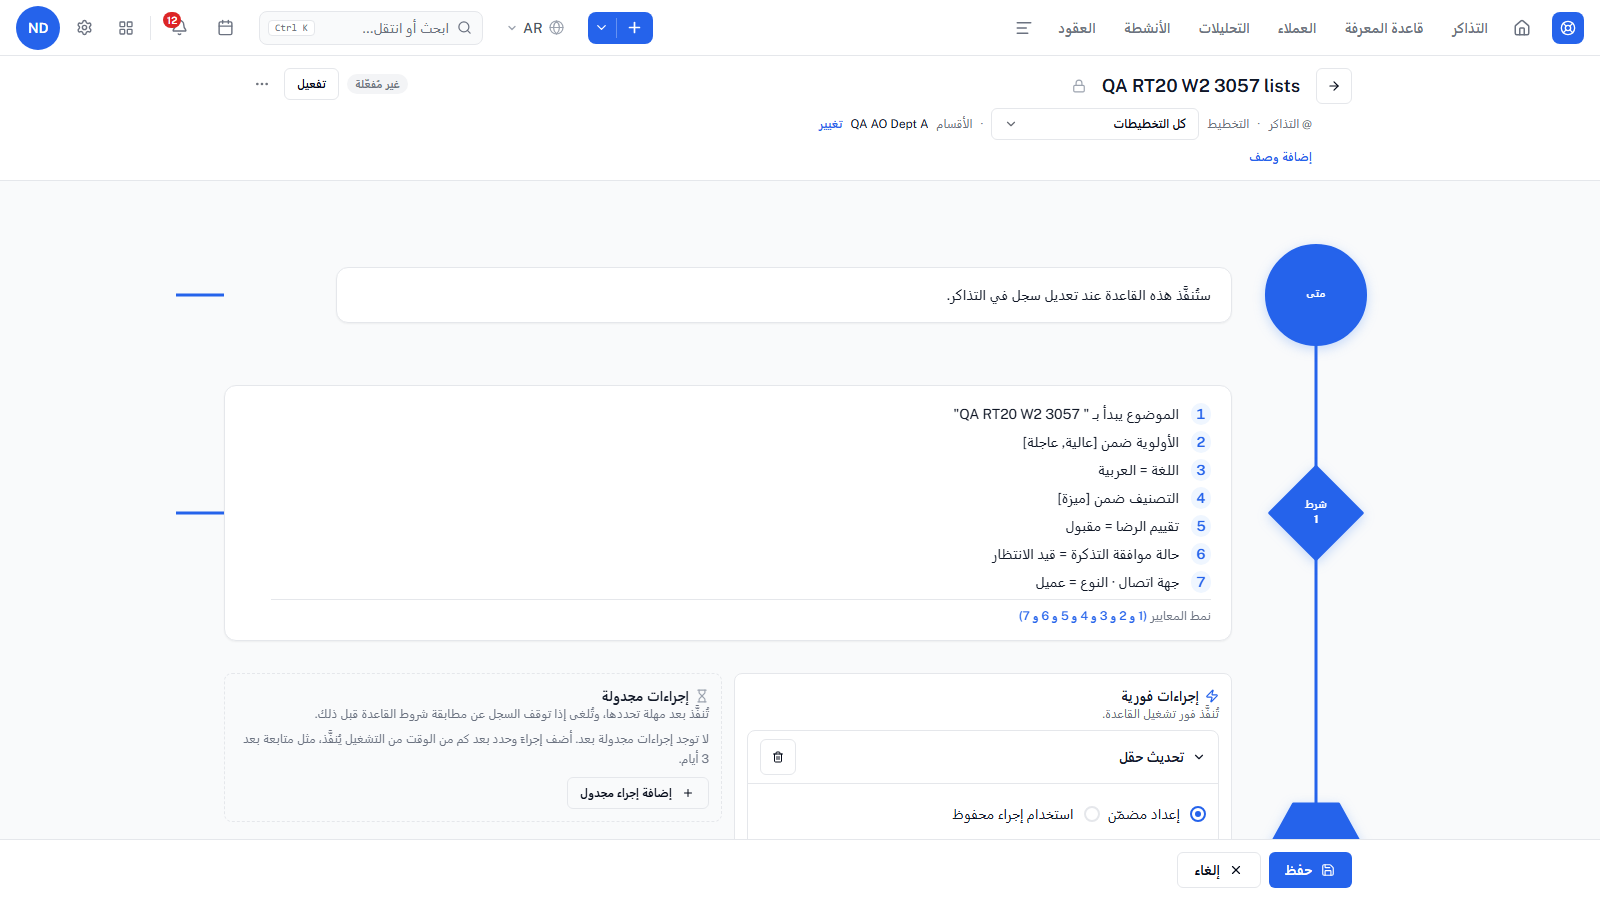 التذاكر
قاعدة المعرفة
العملاء
التحليلات
الأنشطة
العقود
AR
ابحث أو انتقل...
Ctrl K
12
ND
QA RT20 W2 3057 lists
غير مُفعّلة
تفعيل
@ التذاكر · التخطيط
كل التخطيطات
· الأقسام QA AO Dept A تغيير
إضافة وصف
متى
ستُنفَّذ هذه القاعدة عند تعديل سجل في التذاكر.
شرط
1
1 الموضوع يبدأ بـ " QA RT20 W2 3057"
2 الأولوية ضمن [عالية, عاجلة]
3 اللغة = العربية
4 التصنيف ضمن [ميزة]
5 تقييم الرضا = مقبول
6 حالة موافقة التذكرة = قيد الانتظار
7 جهة اتصال · النوع = عميل
نمط المعايير (1 و 2 و 3 و 4 و 5 و 6 و 7)
إجراءات فورية
تُنفَّذ فور تشغيل القاعدة.
تحديث حقل
إعداد مضمّن
استخدام إجراء محفوظ
إجراءات مجدولة
تُنفَّذ بعد مهلة تحددها، وتُلغى إذا توقف السجل عن مطابقة شروط القاعدة قبل ذلك.
لا توجد إجراءات مجدولة بعد. أضف إجراءً وحدد بعد كم من الوقت من التشغيل يُنفَّذ، مثل متابعة بعد
3 أيام.
إضافة إجراء مجدول
حفظ
إلغاء